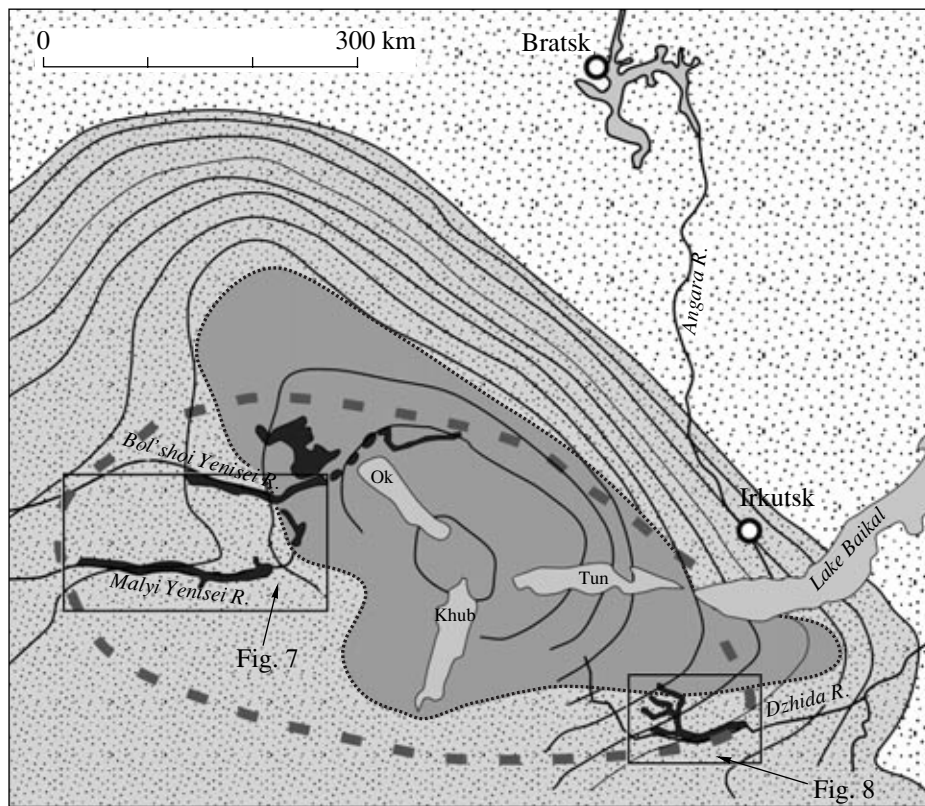 0 300 km
Bratsk
Angara R.
Bol'shoi Yenisei R.
Ok
Irkutsk
Lake Baikal
Tun
Malyi Yenisei R.
Khub
Fig. 7
Dzhida R.
Fig. 8